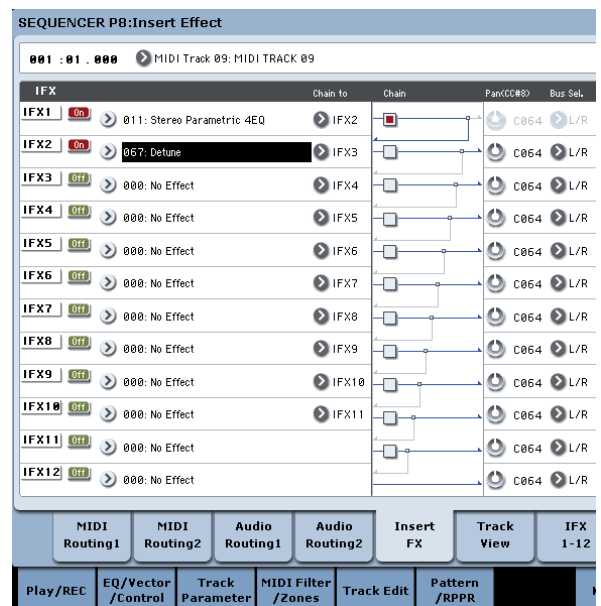 SEQUENCER P8:Insert Effect
001 :01 . 000 MIDI Track 09: MIDI TRACK 09
IFX Chain to Chain Pan(CC#8) Bus Sel.
IFX1 On 011: Stereo Parametric 4EQ IFX2 C064 L/R
IFX2 On 067: Detune IFX3 C064 L/R
IFX3 Off 000: No Effect IFX4 C064 L/R
IFX4 Off 000: No Effect IFX5 C064 L/R
IFX5 Off 000: No Effect IFX6 C064 L/R
IFX6 Off 000: No Effect IFX7 C064 L/R
IFX7 Off 000: No Effect IFX8 C064 L/R
IFX8 Off 000: No Effect IFX9 C064 L/R
IFX9 Off 000: No Effect IFX10 C064 L/R
IFX10 Off 000: No Effect IFX11 C064 L/R
IFX11 Off 000: No Effect C064 L/R
IFX12 Off 000: No Effect C064 L/R
MIDI MIDI Audio Audio Insert Track IFX
Routing1 Routing2 Routing1 Routing2 FX View 1-12
EQ/Vector Track MIDI Filter Pattern
Play/REC /Control Parameter /Zones Track Edit /RPPR